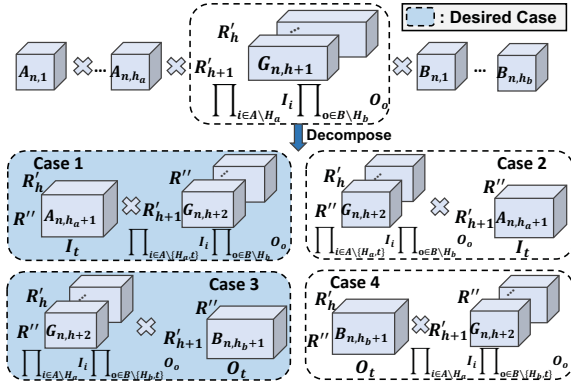 : Desired Case
A_{n,1} ... A_{n,h_a} R'_h R'_{h+1} G_{n,h+1} B_{n,1} ... B_{n,h_b}
∏_{i∈A\H_a} I_i ∏_{o∈B\H_b} O_o
Decompose
Case 1
R'_h R'' A_{n,h_a+1} I_t R'' R'_{h+1} G_{n,h+2}
∏_{i∈A\{H_a,t}} I_i ∏_{o∈B\H_b} O_o
Case 2
R'_h R'' G_{n,h+2} R'' R'_{h+1} A_{n,h_a+1} I_t
∏_{i∈A\{H_a,t}} I_i ∏_{o∈B\H_b} O_o
Case 3
R'_h R'' G_{n,h+2} R'' R'_{h+1} B_{n,h_b+1} O_t
∏_{i∈A\H_a} I_i ∏_{o∈B\{H_b,t}} O_o
Case 4
R'_h R'' B_{n,h_b+1} O_t R'' R'_{h+1} G_{n,h+2}
∏_{i∈A\H_a} I_i ∏_{o∈B\{H_b,t}} O_o